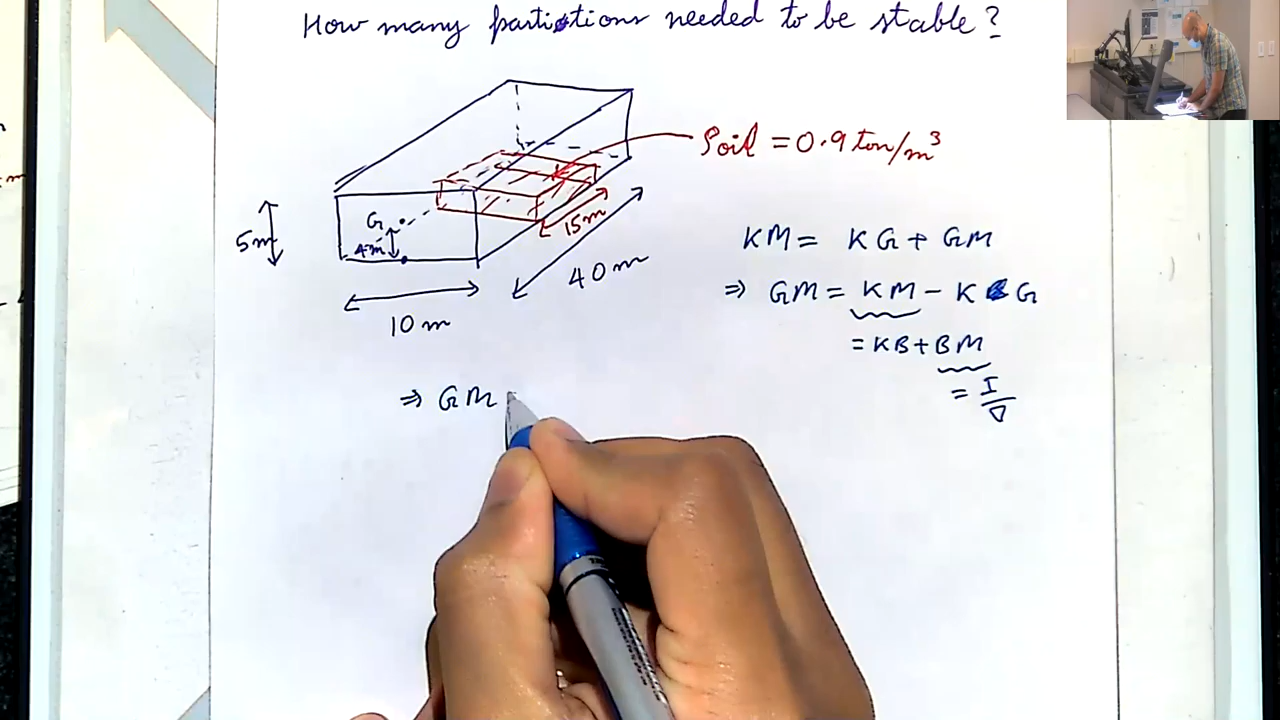 How many partitions needed to be stable?
Soil = 0.9 ton/m³
G
5m
4m
15m
40m
10m
KM = KG + GM
⇒ GM = KM - KG
= KB + BM
= I/∇
⇒ GM